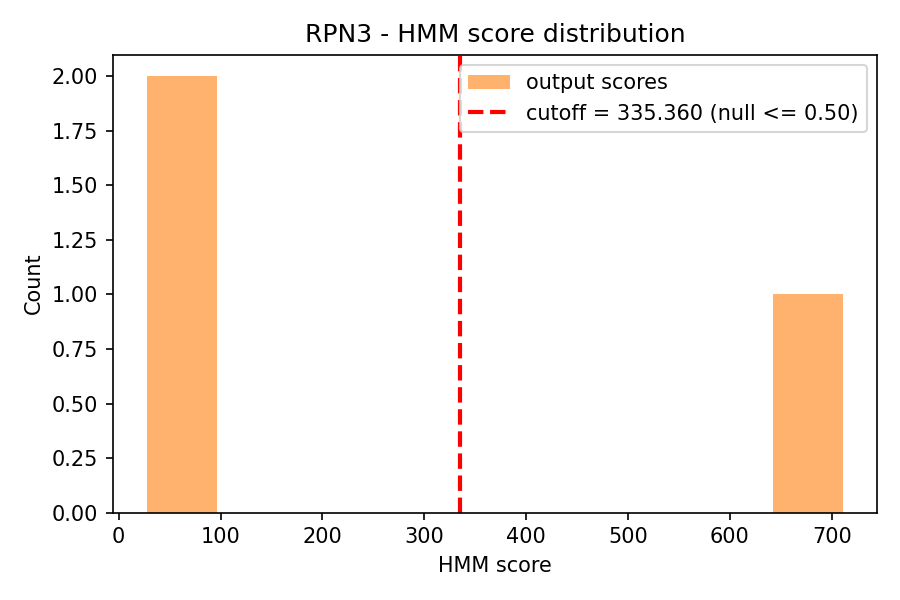 RPN3 - HMM score distribution
output scores
cutoff = 335.360 (null <= 0.50)
2.00
1.75
1.50
1.25
1.00
0.75
0.50
0.25
0.00
Count
0 100 200 300 400 500 600 700
HMM score